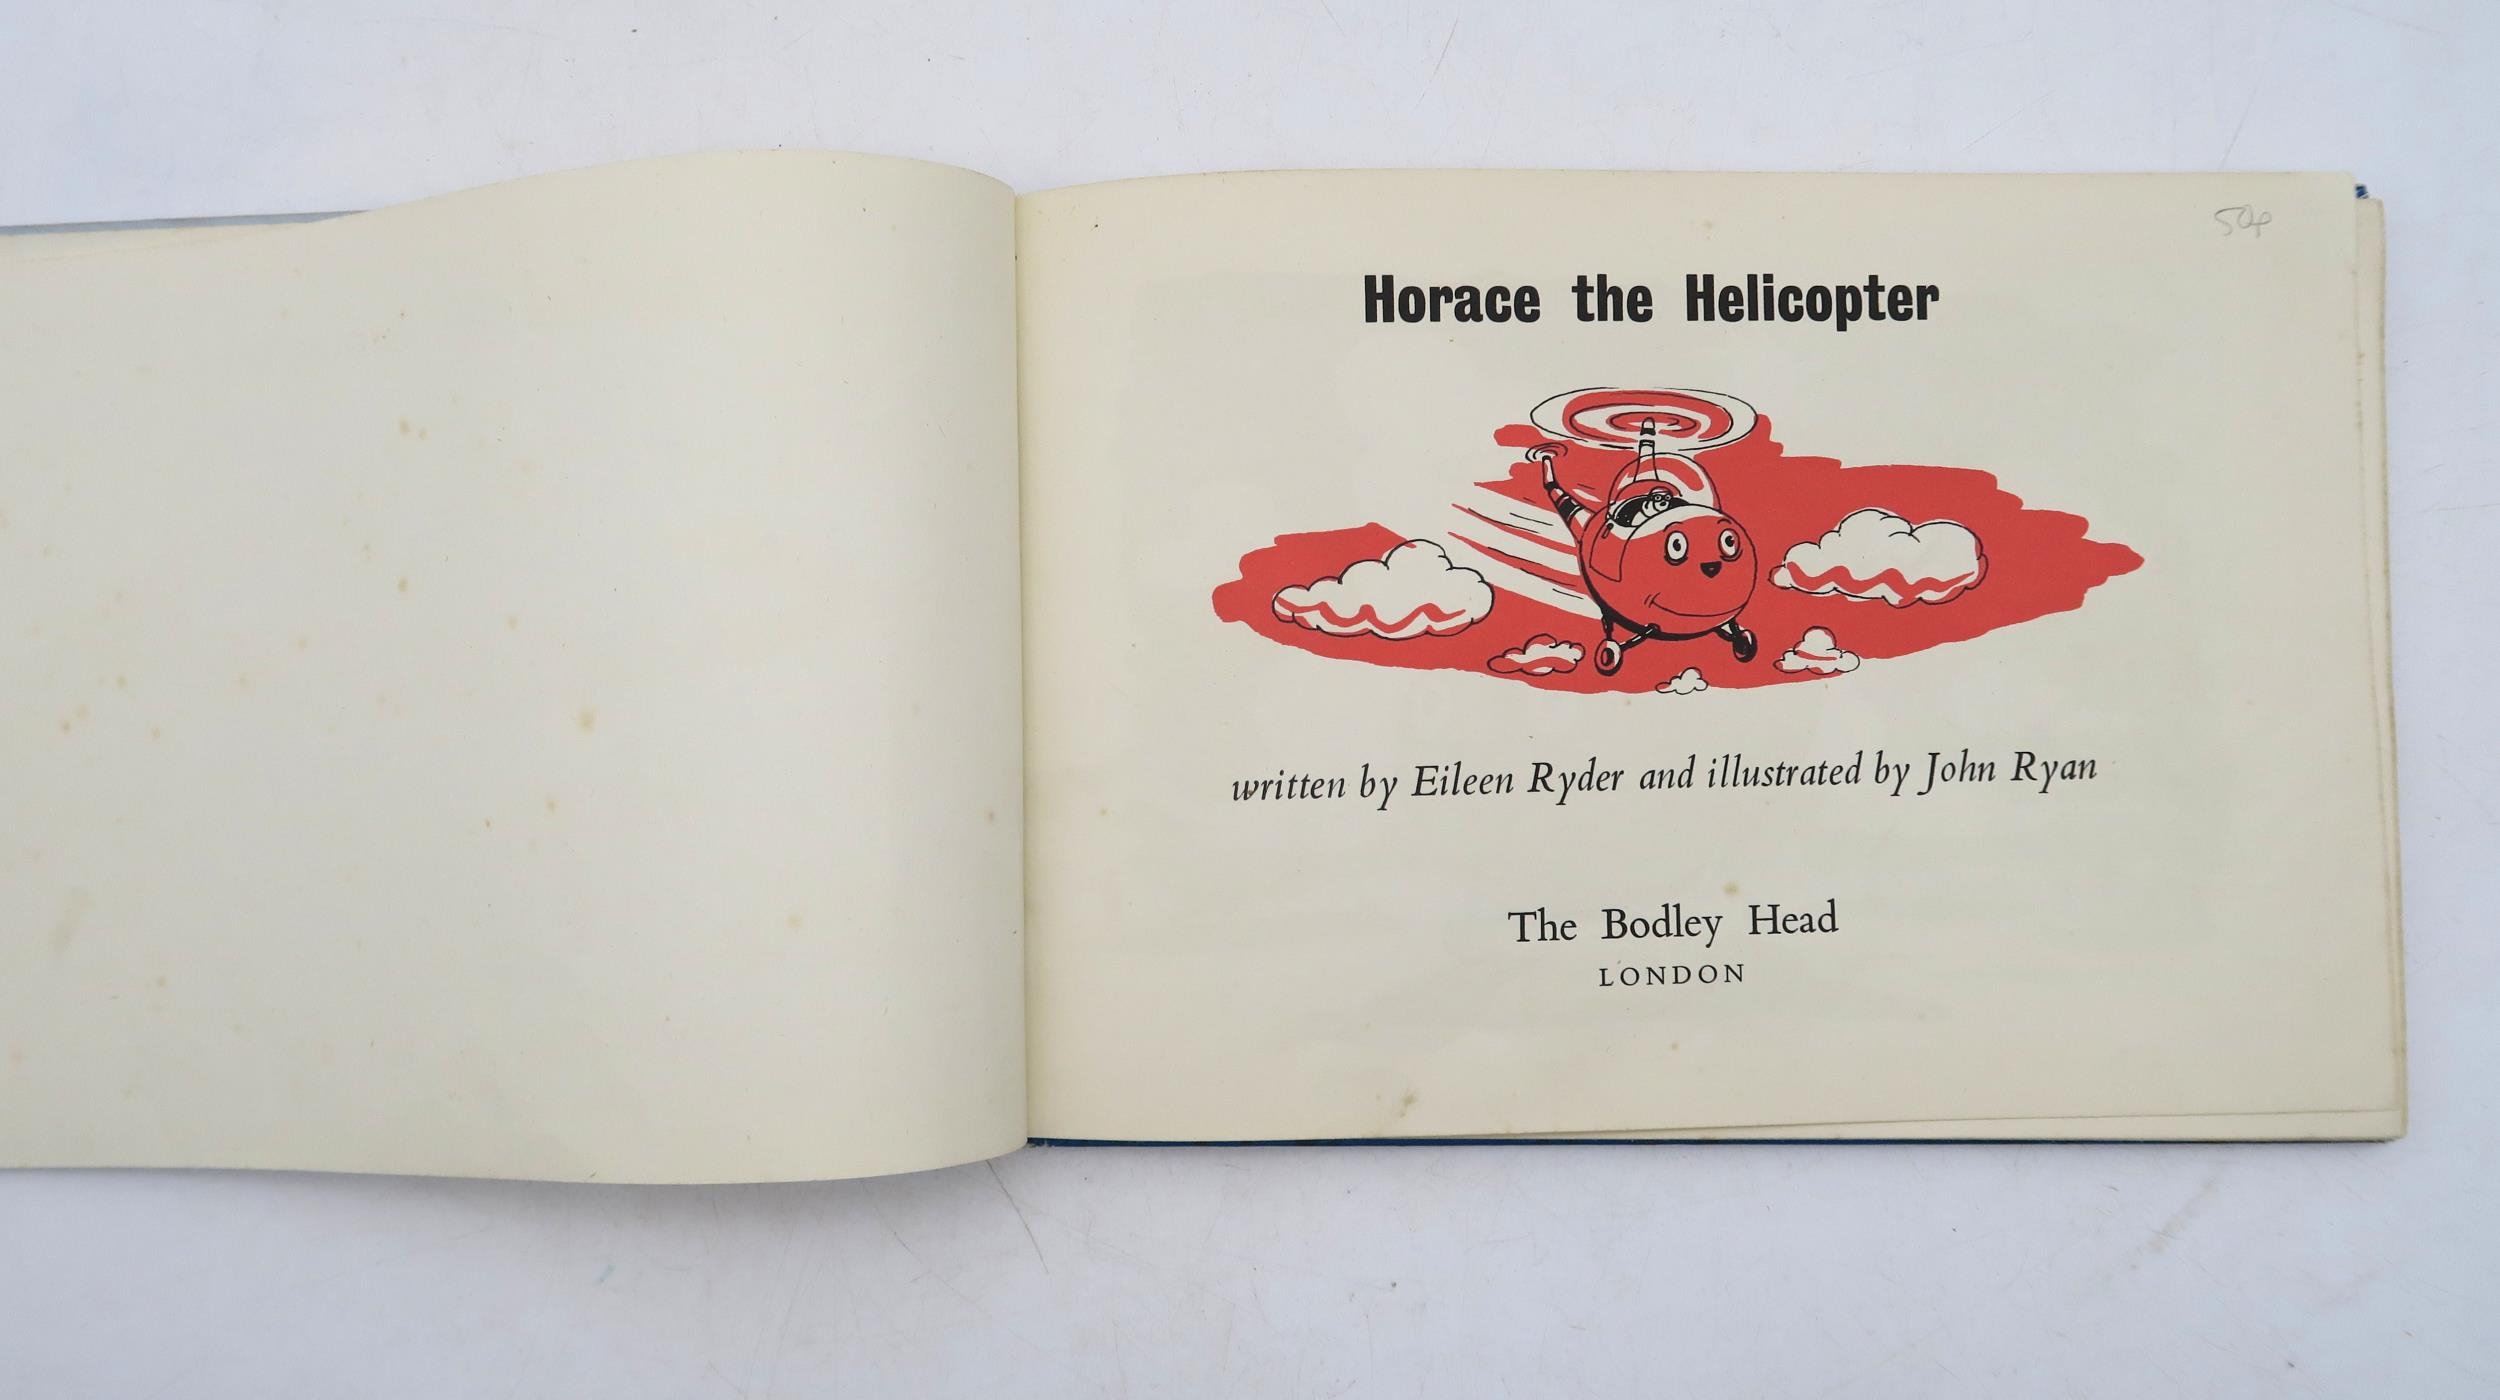 50p
Horace the Helicopter
written by Eileen Ryder and illustrated by John Ryan
The Bodley Head
LONDON